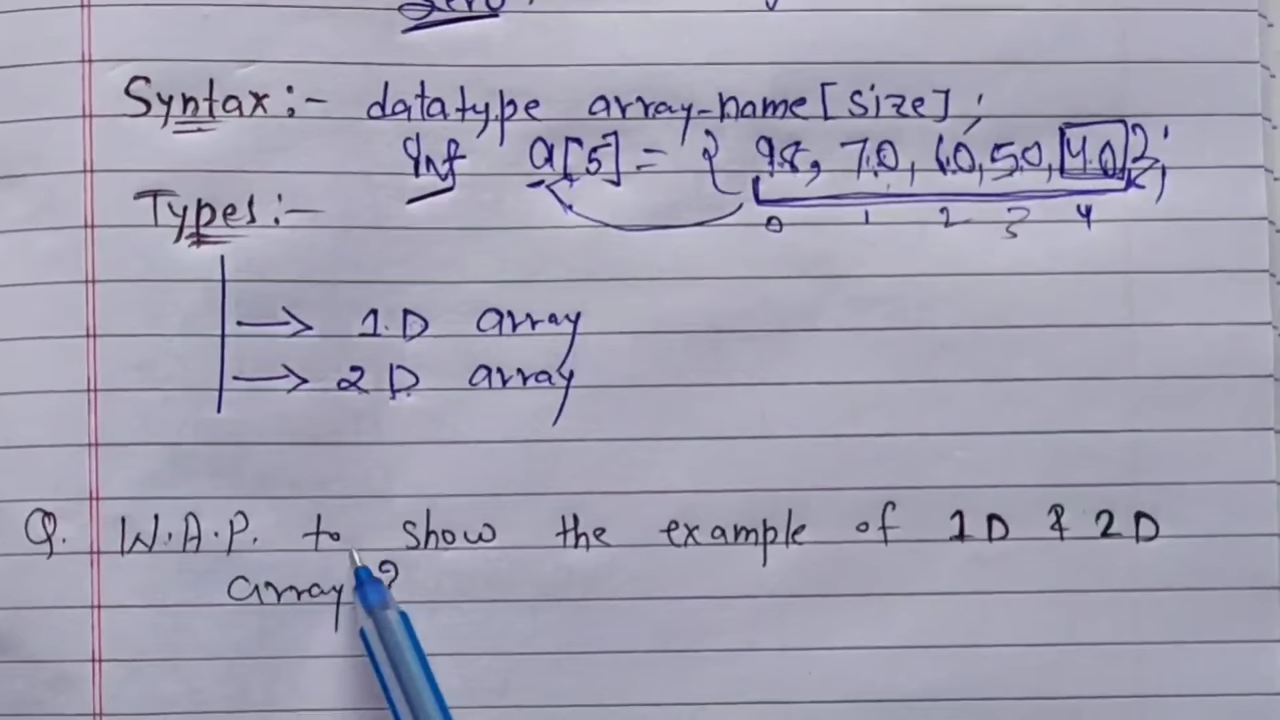 zero,
Syntax :- datatype array-name[size];
Int a[5] = { 98, 70, 60, 50, 40 };
0 1 2 3 4
Types :-
→ 1.D array
→ 2 D array
Q. W.A.P. to show the example of 1D & 2D
array ?